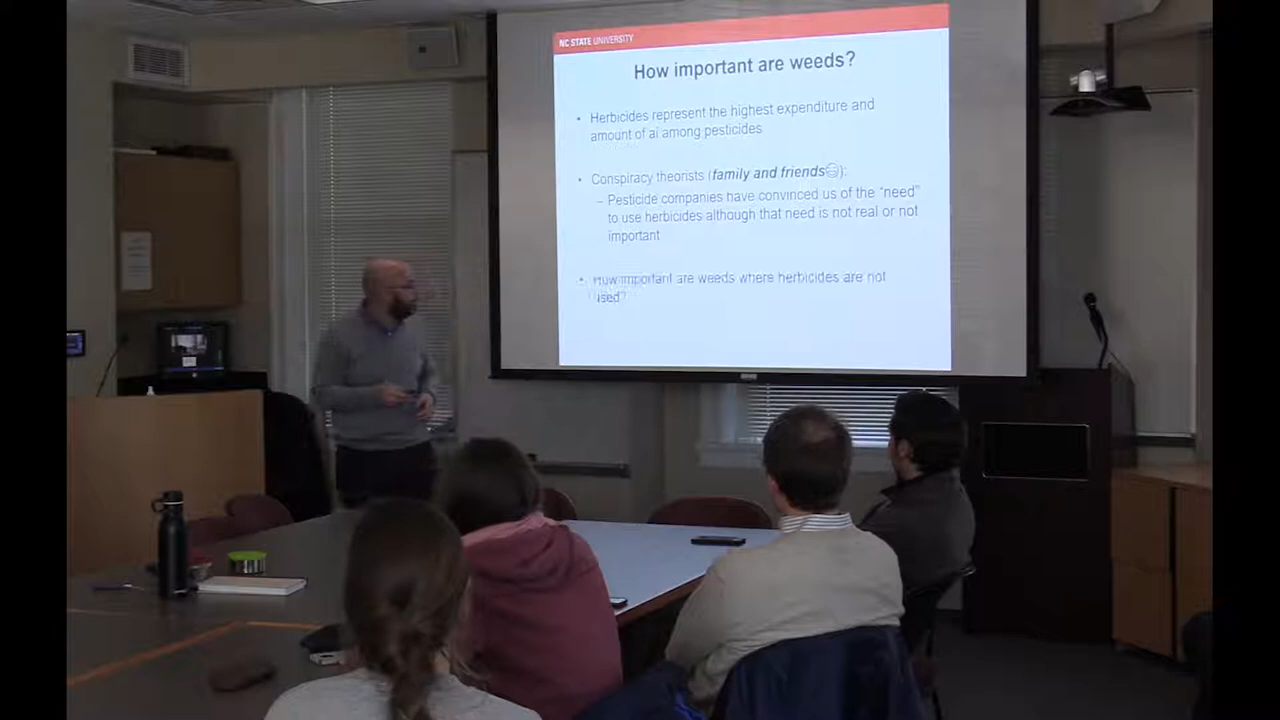 NC STATE UNIVERSITY
How important are weeds?
• Herbicides represent the highest expenditure and
amount of ai among pesticides
• Conspiracy theorists (family and friends☺):
– Pesticide companies have convinced us of the “need”
to use herbicides although that need is not real or not
important
• How important are weeds where herbicides are not
used?